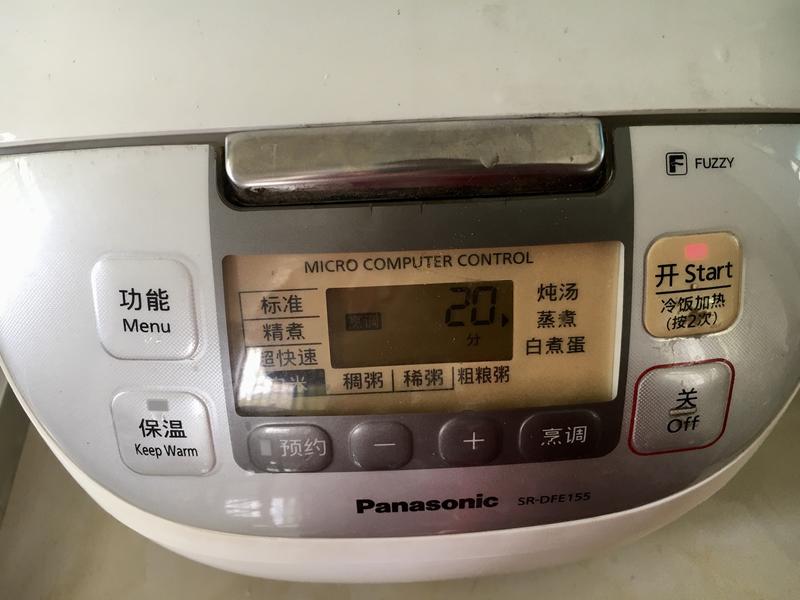 FUZZY
MICRO COMPUTER CONTROL
功能
Menu
标准
精煮
超快速
烹调
20
分
炖汤
蒸煮
白煮蛋
开 Start
冷饭加热
(按2次)
稠粥
稀粥
粗粮粥
保温
Keep Warm
预约
－
＋
烹调
关
Off
Panasonic SR-DFE155